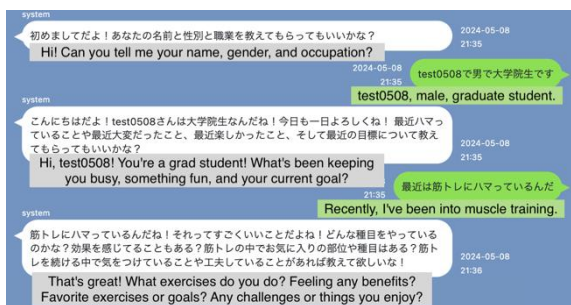 system
初めましてだよ！あなたの名前と性別と職業を教えてもらってもいいかな？
Hi! Can you tell me your name, gender, and occupation?
2024-05-08
21:35
2024-05-08
21:35
test0508で男で大学院生です
test0508, male, graduate student.
system
こんにちはだよ！test0508さんは大学院生なんだね！今日も一日よろしくね！ 最近ハマっ
ていることや最近大変だったこと、最近楽しかったこと、そして最近の目標について教え
てもらってもいいかな？
Hi, test0508! You're a grad student! What's been keeping
you busy, something fun, and your current goal?
21:35
最近は筋トレにハマっているんだ
Recently, I've been into muscle training.
system
筋トレにハマっているんだね！それってすごくいいことだよね！どんな種目をやっている
のかな？効果を感じてることもある？筋トレの中でお気に入りの部位や種目はある？筋ト
レを続ける中で気をつけていることや工夫していることがあれば教えて欲しいな！
2024-05-08
21:36
That's great! What exercises do you do? Feeling any benefits?
Favorite exercises or goals? Any challenges or things you enjoy?